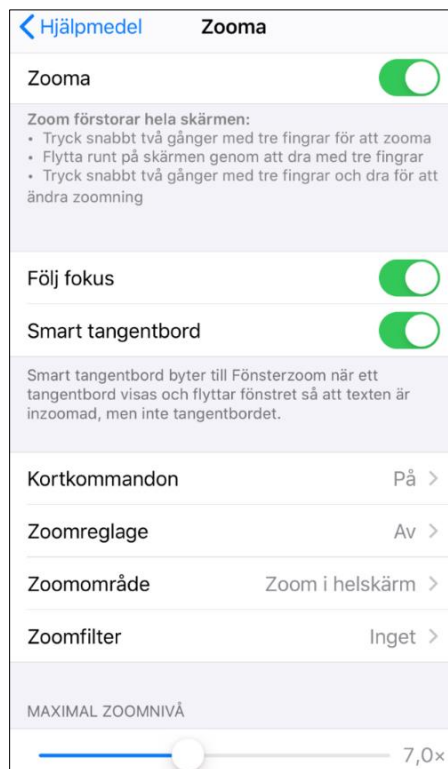 Hjälpmedel Zooma
Zooma
Zoom förstorar hela skärmen:
• Tryck snabbt två gånger med tre fingrar för att zooma
• Flytta runt på skärmen genom att dra med tre fingrar
• Tryck snabbt två gånger med tre fingrar och dra för att
ändra zoomning
Följ fokus
Smart tangentbord
Smart tangentbord byter till Fönsterzoom när ett
tangentbord visas och flyttar fönstret så att texten är
inzoomad, men inte tangentbordet.
Kortkommandon På
Zoomreglage Av
Zoomområde Zoom i helskärm
Zoomfilter Inget
MAXIMAL ZOOMNIVÅ
7,0×